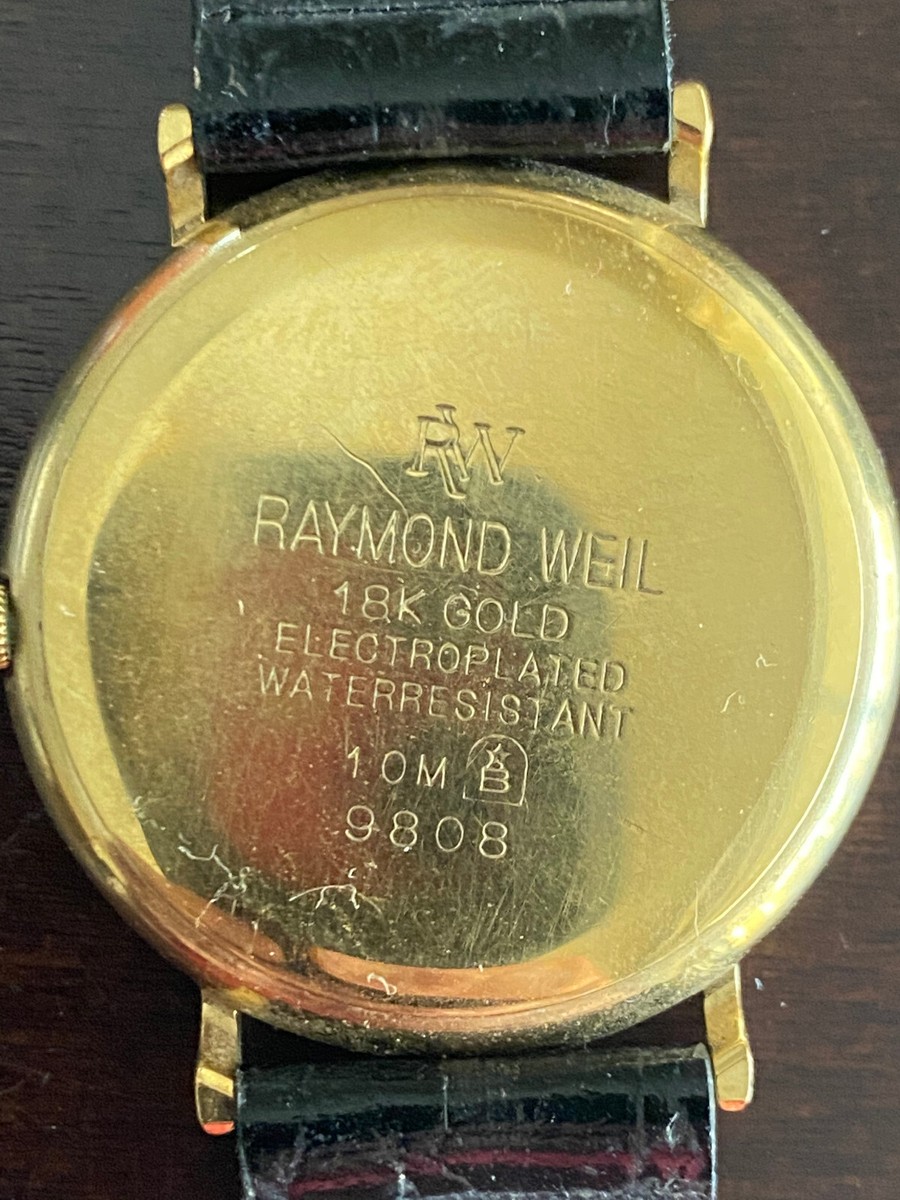 RW
RAYMOND WEIL
18K GOLD
ELECTROPLATED
WATERRESISTANT
10M B
9808